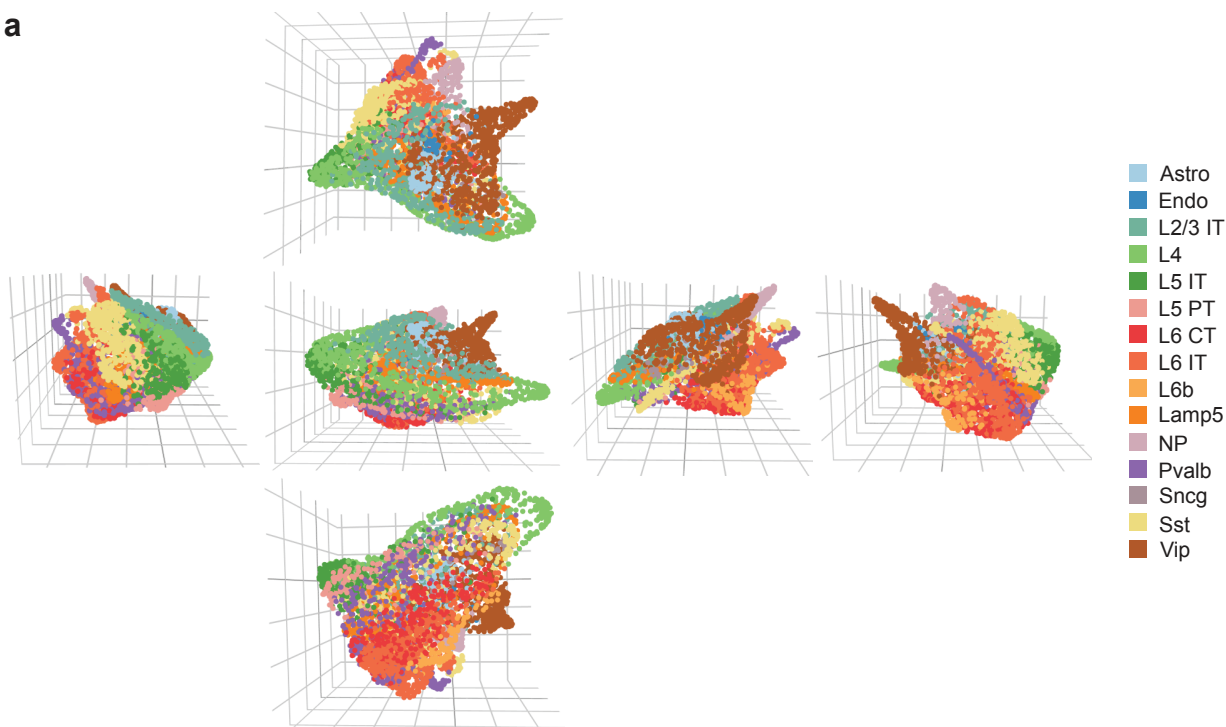 a
Astro
Endo
L2/3 IT
L4
L5 IT
L5 PT
L6 CT
L6 IT
L6b
Lamp5
NP
Pvalb
Sncg
Sst
Vip